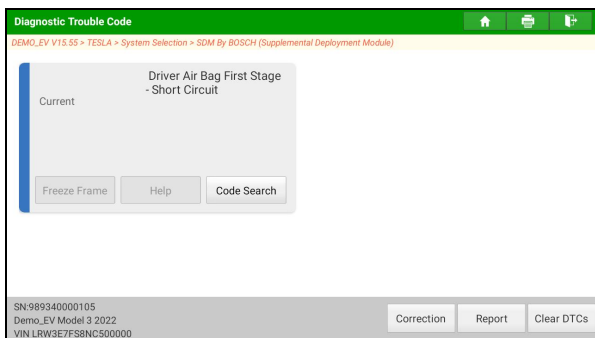 Diagnostic Trouble Code
DEMO_EV V15.55 > TESLA > System Selection > SDM By BOSCH (Supplemental Deployment Module)
Driver Air Bag First Stage
- Short Circuit
Current
Freeze Frame
Help
Code Search
SN:989340000105
Demo_EV Model 3 2022
VIN LRW3E7FS8NC500000
Correction
Report
Clear DTCs